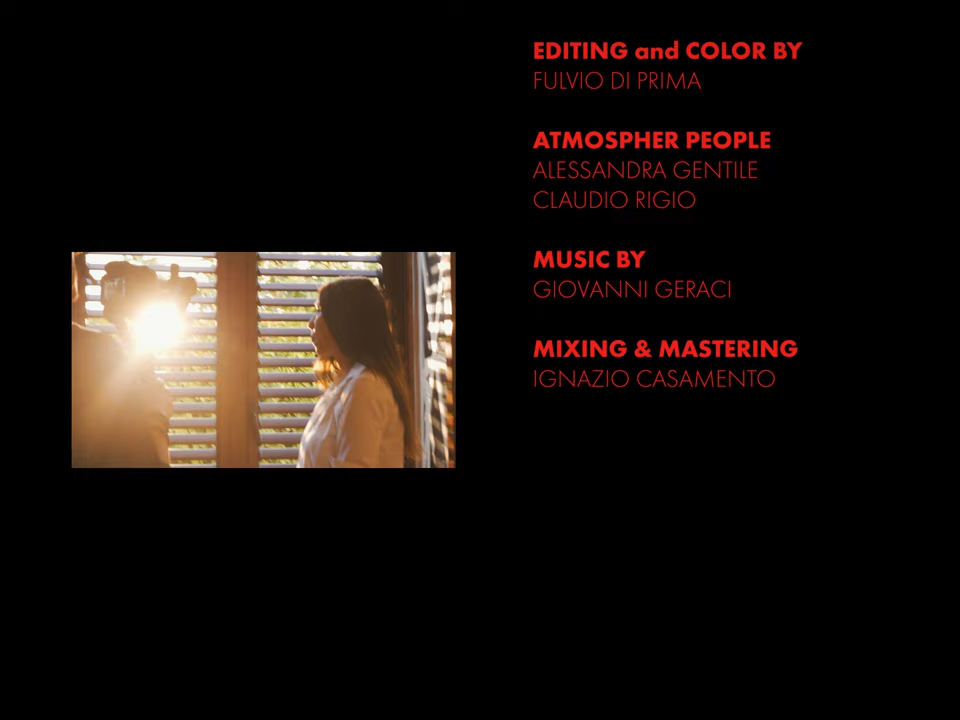 EDITING and COLOR BY
FULVIO DI PRIMA
ATMOSPHER PEOPLE
ALESSANDRA GENTILE
CLAUDIO RIGIO
MUSIC BY
GIOVANNI GERACI
MIXING & MASTERING
IGNAZIO CASAMENTO